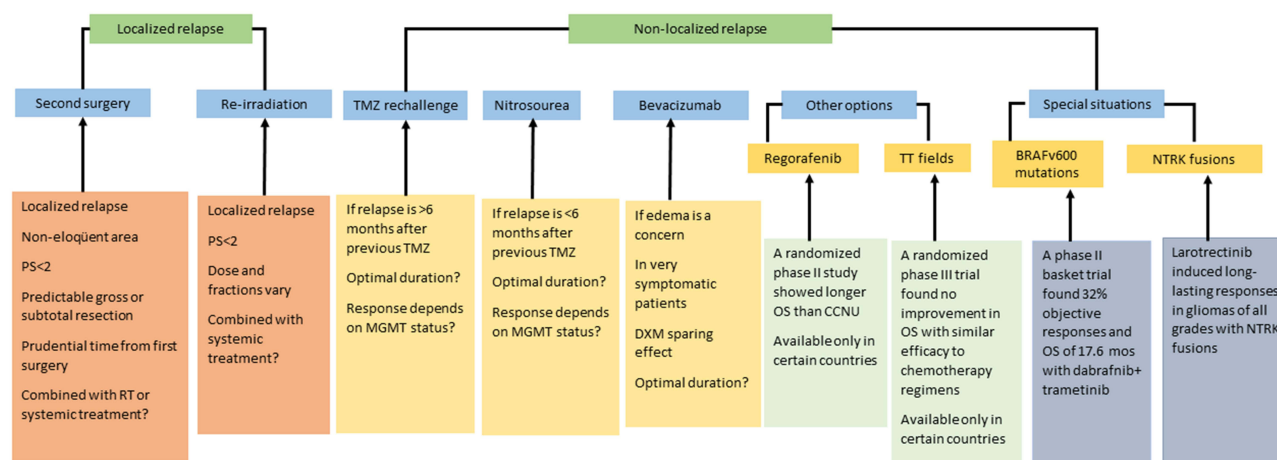 Localized relapse
Non-localized relapse
Second surgery
Re-irradiation
TMZ rechallenge
Nitrosourea
Bevacizumab
Other options
Special situations
Regorafenib
TT fields
BRAFv600
mutations
NTRK fusions
Localized relapse
Non-eloqüent area
PS<2
Predictable gross or
subtotal resection
Prudential time from first
surgery
Combined with RT or
systemic treatment?
Localized relapse
PS<2
Dose and
fractions vary
Combined with
systemic treatment?
If relapse is >6
months after
previous TMZ
Optimal duration?
Response depends
on MGMT status?
If relapse is <6
months after
previous TMZ
Optimal duration?
Response depends
on MGMT status?
If edema is a
concern
In very
symptomatic
patients
DXM sparing
effect
Optimal duration?
A randomized
phase II study
showed longer
OS than CCNU
Available only in
certain countries
A randomized
phase III trial
found no
improvement in
OS with similar
efficacy to
chemotherapy
regimens
Available only in
certain countries
A phase II
basket trial
found 32%
objective
responses and
OS of 17.6 mos
with dabrafnib+
trametinib
Larotrectinib
induced long-
lasting responses
in gliomas of all
grades with NTRK
fusions